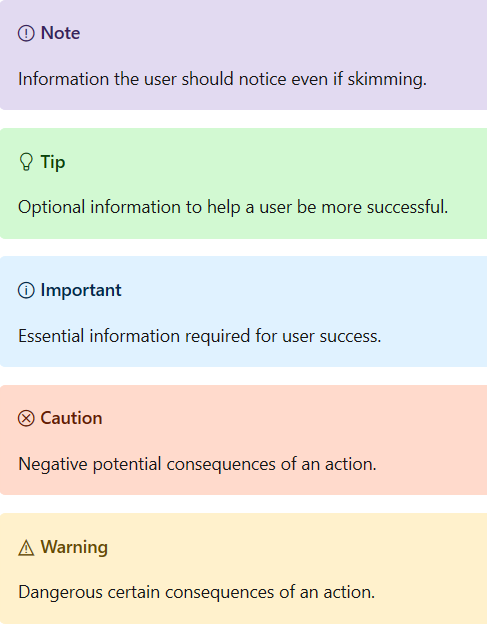 Note
Information the user should notice even if skimming.
Tip
Optional information to help a user be more successful.
Important
Essential information required for user success.
Caution
Negative potential consequences of an action.
Warning
Dangerous certain consequences of an action.